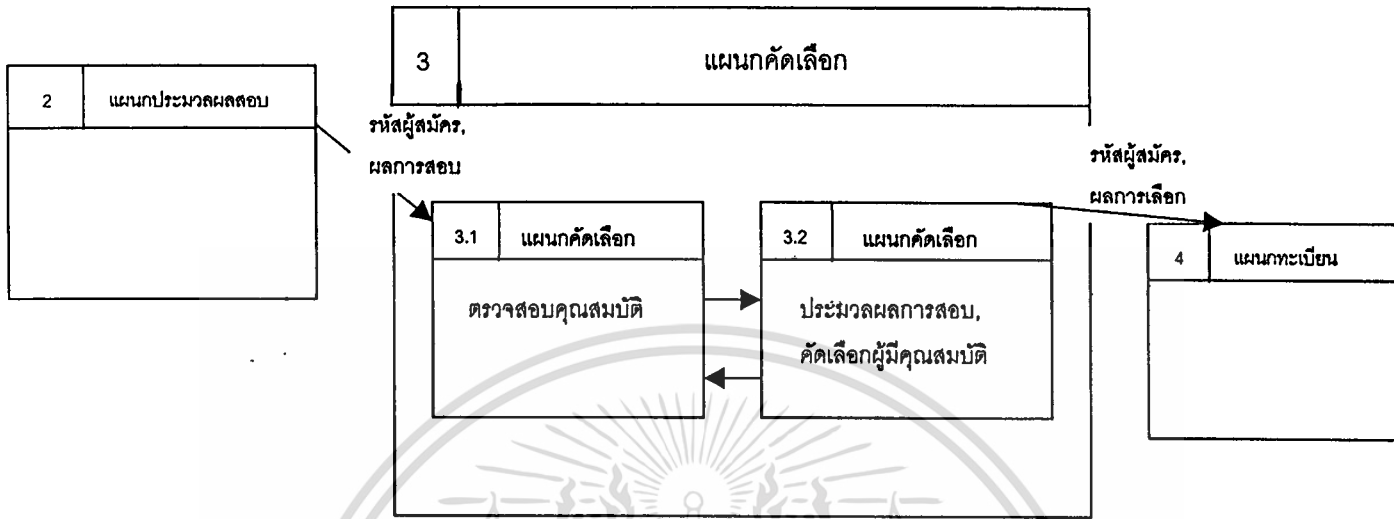 3 แผนกคัดเลือก
2 แผนกประมวลผลสอบ
รหัสผู้สมัคร,
ผลการสอบ
รหัสผู้สมัคร,
ผลการเลือก
3.1 แผนกคัดเลือก
ตรวจสอบคุณสมบัติ
3.2 แผนกคัดเลือก
ประมวลผลการสอบ,
คัดเลือกผู้มีคุณสมบัติ
4 แผนกทะเบียน